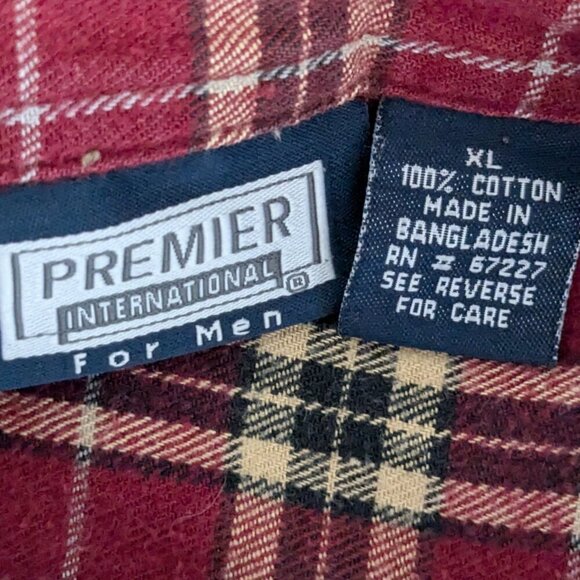 PREMIER
INTERNATIONAL ®
For Men
XL
100% COTTON
MADE IN
BANGLADESH
RN # 67227
SEE REVERSE
FOR CARE